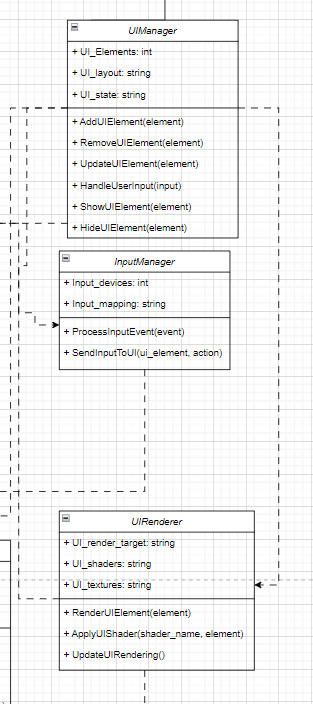 UIManager
+ UI_Elements: int
+ UI_layout: string
+ UI_state: string
+ AddUIElement(element)
+ RemoveUIElement(element)
+ UpdateUIElement(element)
+ HandleUserInput(input)
+ ShowUIElement(element)
+ HideUIElement(element)
InputManager
+ Input_devices: int
+ Input_mapping: string
+ ProcessInputEvent(event)
+ SendInputToUI(ui_element, action)
UIRenderer
+ UI_render_target: string
+ UI_shaders: string
+ UI_textures: string
+ RenderUIElement(element)
+ ApplyUIShader(shader_name, element)
+ UpdateUIRendering()